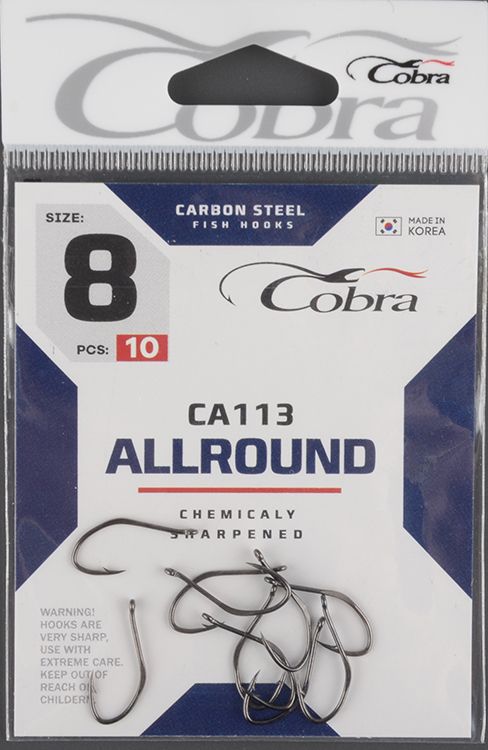 Cobra
Cobra
CARBON STEEL
FISH HOOKS
SIZE:
8
PCS: 10
MADE IN
KOREA
Cobra
CA113
ALLROUND
CHEMICALY
SHARPENED
WARNING!
HOOKS ARE
VERY SHARP,
USE WITH
EXTREME CARE.
KEEP OUT OF
REACH OF
CHILDERN